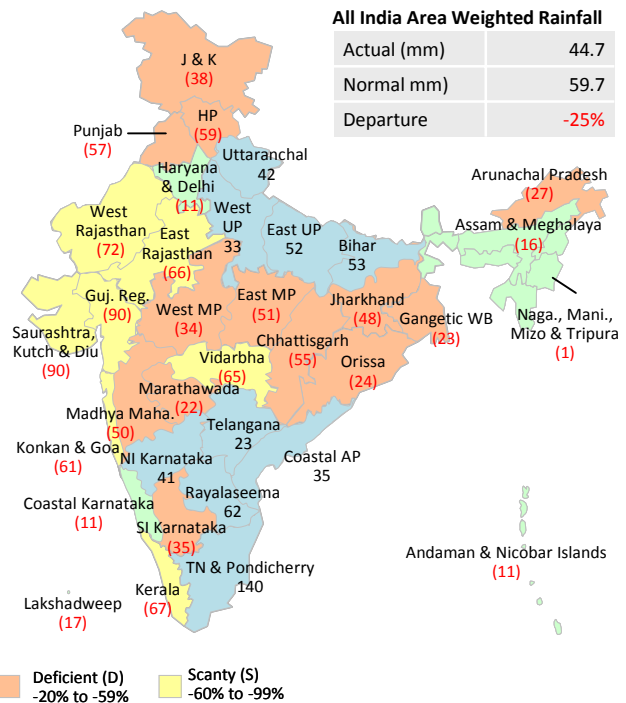 All India Area Weighted Rainfall
Actual (mm) 44.7
Normal mm) 59.7
Departure -25%
J & K
(38)
HP
(59)
Punjab
(57)
Uttaranchal
42
Haryana
& Delhi
(11)
Arunachal Pradesh
(27)
West
Rajasthan
(72)
East
Rajasthan
(66)
West
UP
33
East UP
52
Bihar
53
Assam & Meghalaya
(16)
Guj. Reg.
(90)
West MP
(34)
East MP
(51)
Jharkhand
(48)
Gangetic WB
(23)
Naga., Mani.,
Mizo & Tripura
(1)
Saurashtra,
Kutch & Diu
(90)
Vidarbha
(65)
Chhattisgarh
(55)
Orissa
(24)
Marathawada
(22)
Madhya Maha.
(50)
Telangana
23
Coastal AP
35
Konkan & Goa
(61)
NI Karnataka
41
Rayalaseema
62
Coastal Karnataka
(11)
SI Karnataka
(35)
Andaman & Nicobar Islands
(11)
TN & Pondicherry
140
Kerala
(67)
Lakshadweep
(17)
Deficient (D)
-20% to -59%
Scanty (S)
-60% to -99%